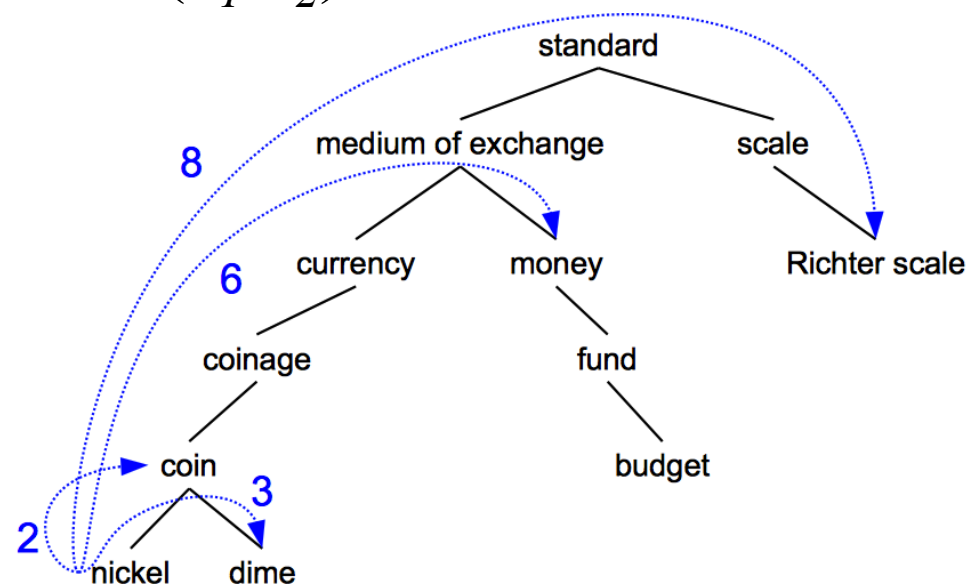 standard
8
medium of exchange scale
6
currency money Richter scale
coinage fund
coin budget
3
2
nickel dime